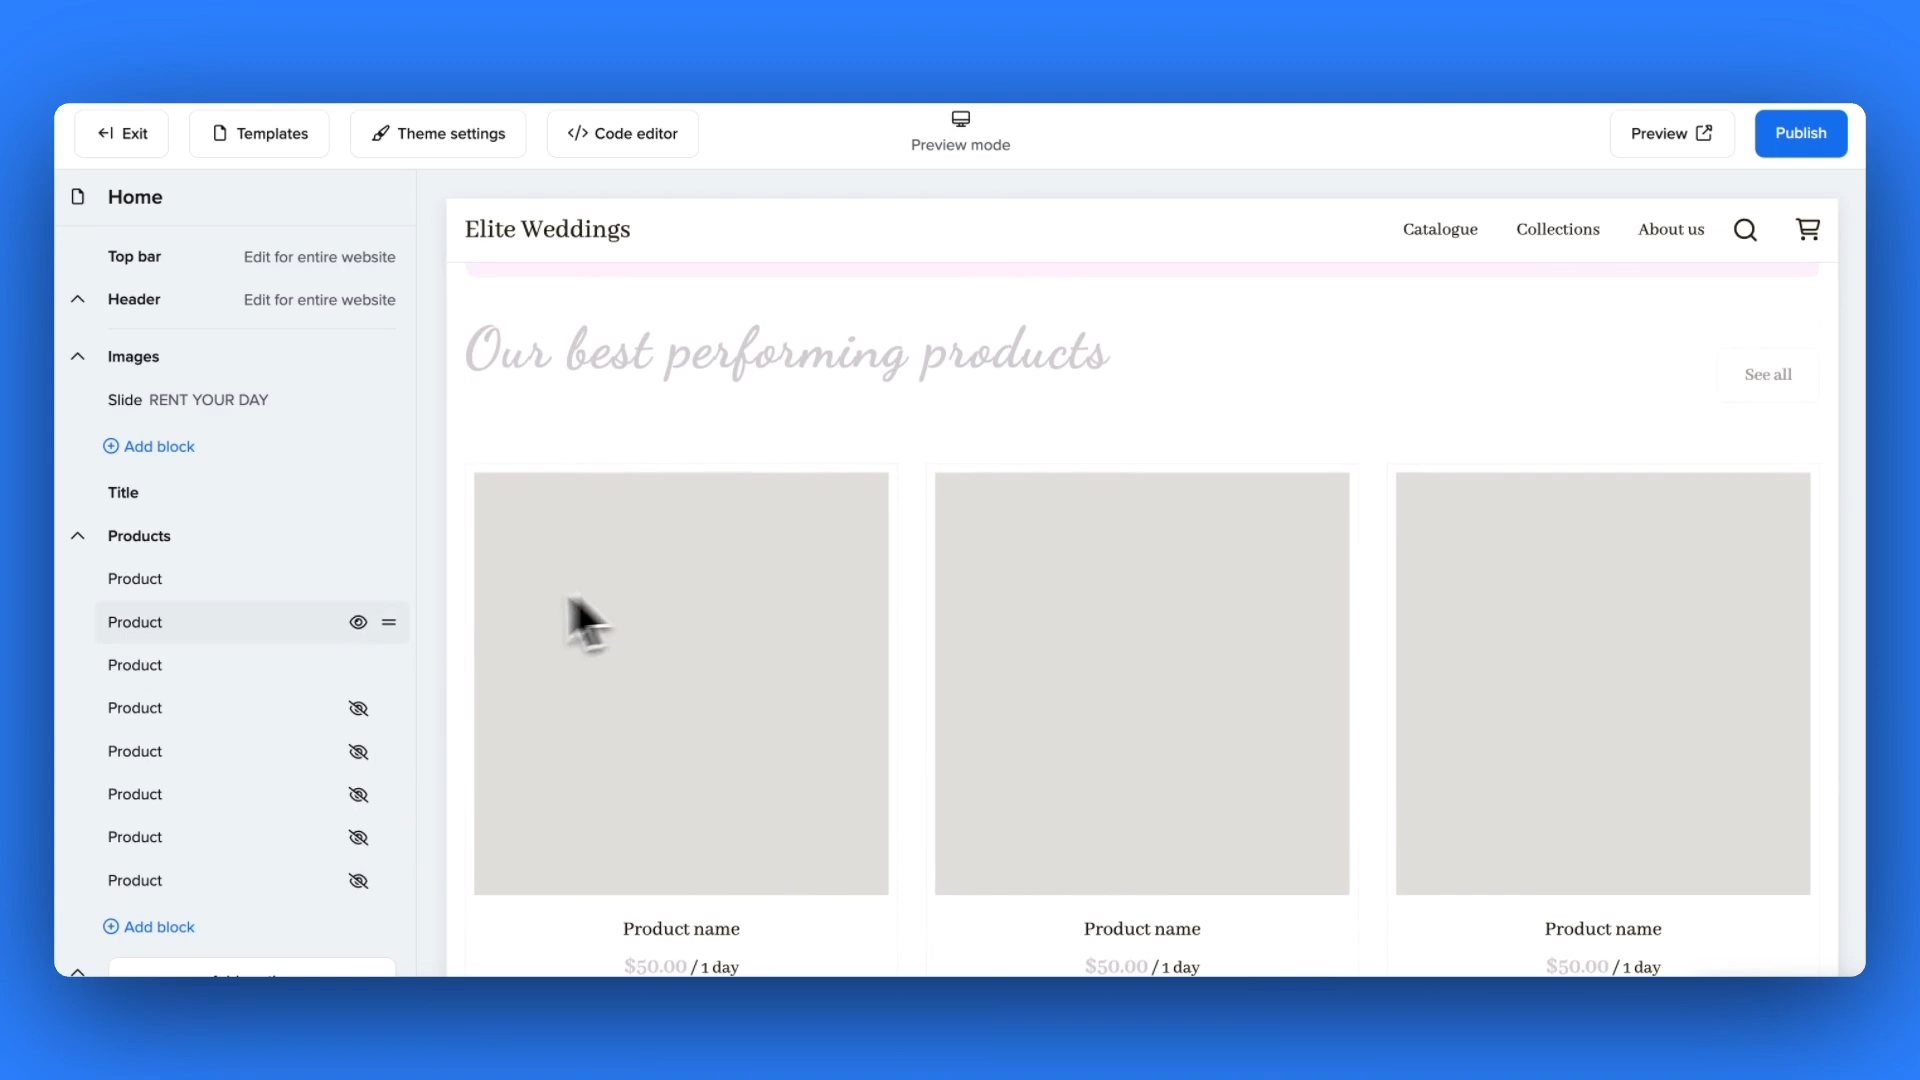 Exit
Templates
Theme settings
</> Code editor
Preview mode
Preview
Publish
Home
Top bar
Edit for entire website
Header
Edit for entire website
Images
Slide RENT YOUR DAY
Add block
Title
Products
Product
Product
Product
Product
Product
Product
Product
Product
Add block
Elite Weddings
Catalogue
Collections
About us
Our best performing products
See all
Product name
$50.00 / 1 day
Product name
$50.00 / 1 day
Product name
$50.00 / 1 day